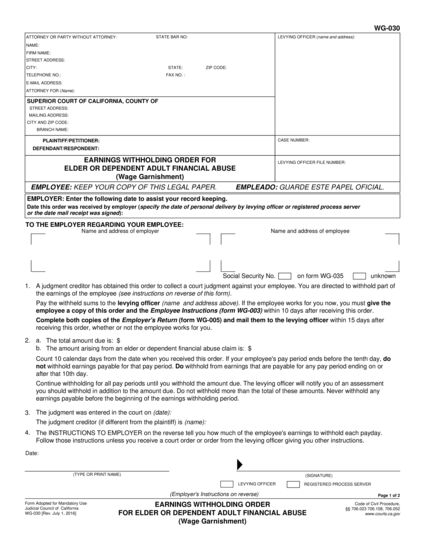 WG-030
ATTORNEY OR PARTY WITHOUT ATTORNEY: STATE BAR NO: LEVYING OFFICER (name and address):
NAME:
FIRM NAME:
STREET ADDRESS:
CITY: STATE: ZIP CODE:
TELEPHONE NO.: FAX NO. :
E-MAIL ADDRESS:
ATTORNEY FOR (Name):
SUPERIOR COURT OF CALIFORNIA, COUNTY OF
STREET ADDRESS:
MAILING ADDRESS:
CITY AND ZIP CODE:
BRANCH NAME:
PLAINTIFF/PETITIONER: CASE NUMBER:
DEFENDANT/RESPONDENT:
EARNINGS WITHHOLDING ORDER FOR
ELDER OR DEPENDENT ADULT FINANCIAL ABUSE
(Wage Garnishment)
LEVYING OFFICER FILE NUMBER:
EMPLOYEE: KEEP YOUR COPY OF THIS LEGAL PAPER. EMPLEADO: GUARDE ESTE PAPEL OFICIAL.
EMPLOYER: Enter the following date to assist your record keeping.
Date this order was received by employer (specify the date of personal delivery by levying officer or registered process server
or the date mail receipt was signed):
TO THE EMPLOYER REGARDING YOUR EMPLOYEE:
Name and address of employer Name and address of employee
Social Security No. on form WG-035 unknown
1. A judgment creditor has obtained this order to collect a court judgment against your employee. You are directed to withhold part of
the earnings of the employee (see instructions on reverse of this form).
Pay the withheld sums to the levying officer (name and address above). If the employee works for you now, you must give the
employee a copy of this order and the Employee Instructions (form WG-003) within 10 days after receiving this order.
Complete both copies of the Employer's Return (form WG-005) and mail them to the levying officer within 15 days after
receiving this order, whether or not the employee works for you.
2. a. The total amount due is: $
b. The amount arising from an elder or dependent financial abuse claim is: $
Count 10 calendar days from the date when you received this order. If your employee's pay period ends before the tenth day, do
not withhold earnings payable for that pay period. Do withhold from earnings that are payable for any pay period ending on or
after that 10th day.
Continue withholding for all pay periods until you withhold the amount due. The levying officer will notify you of an assessment
you should withhold in addition to the amount due. Do not withhold more than the total of these amounts. Never withhold any
earnings payable before the beginning of the earnings withholding period.
3. The judgment was entered in the court on (date):
The judgment creditor (if different from the plaintiff) is (name):
4. The INSTRUCTIONS TO EMPLOYER on the reverse tell you how much of the employee's earnings to withhold each payday.
Follow those instructions unless you receive a court order or order from the levying officer giving you other instructions.
Date:
(TYPE OR PRINT NAME) (SIGNATURE)
LEVYING OFFICER REGISTERED PROCESS SERVER
(Employer's Instructions on reverse) Page 1 of 2
Form Adopted for Mandatory Use
Judicial Council of California
WG-030 [Rev. July 1, 2016]
EARNINGS WITHHOLDING ORDER
FOR ELDER OR DEPENDENT ADULT FINANCIAL ABUSE
(Wage Garnishment)
Code of Civil Procedure,
§§ 706.023 706.108, 706.052
www.courts.ca.gov